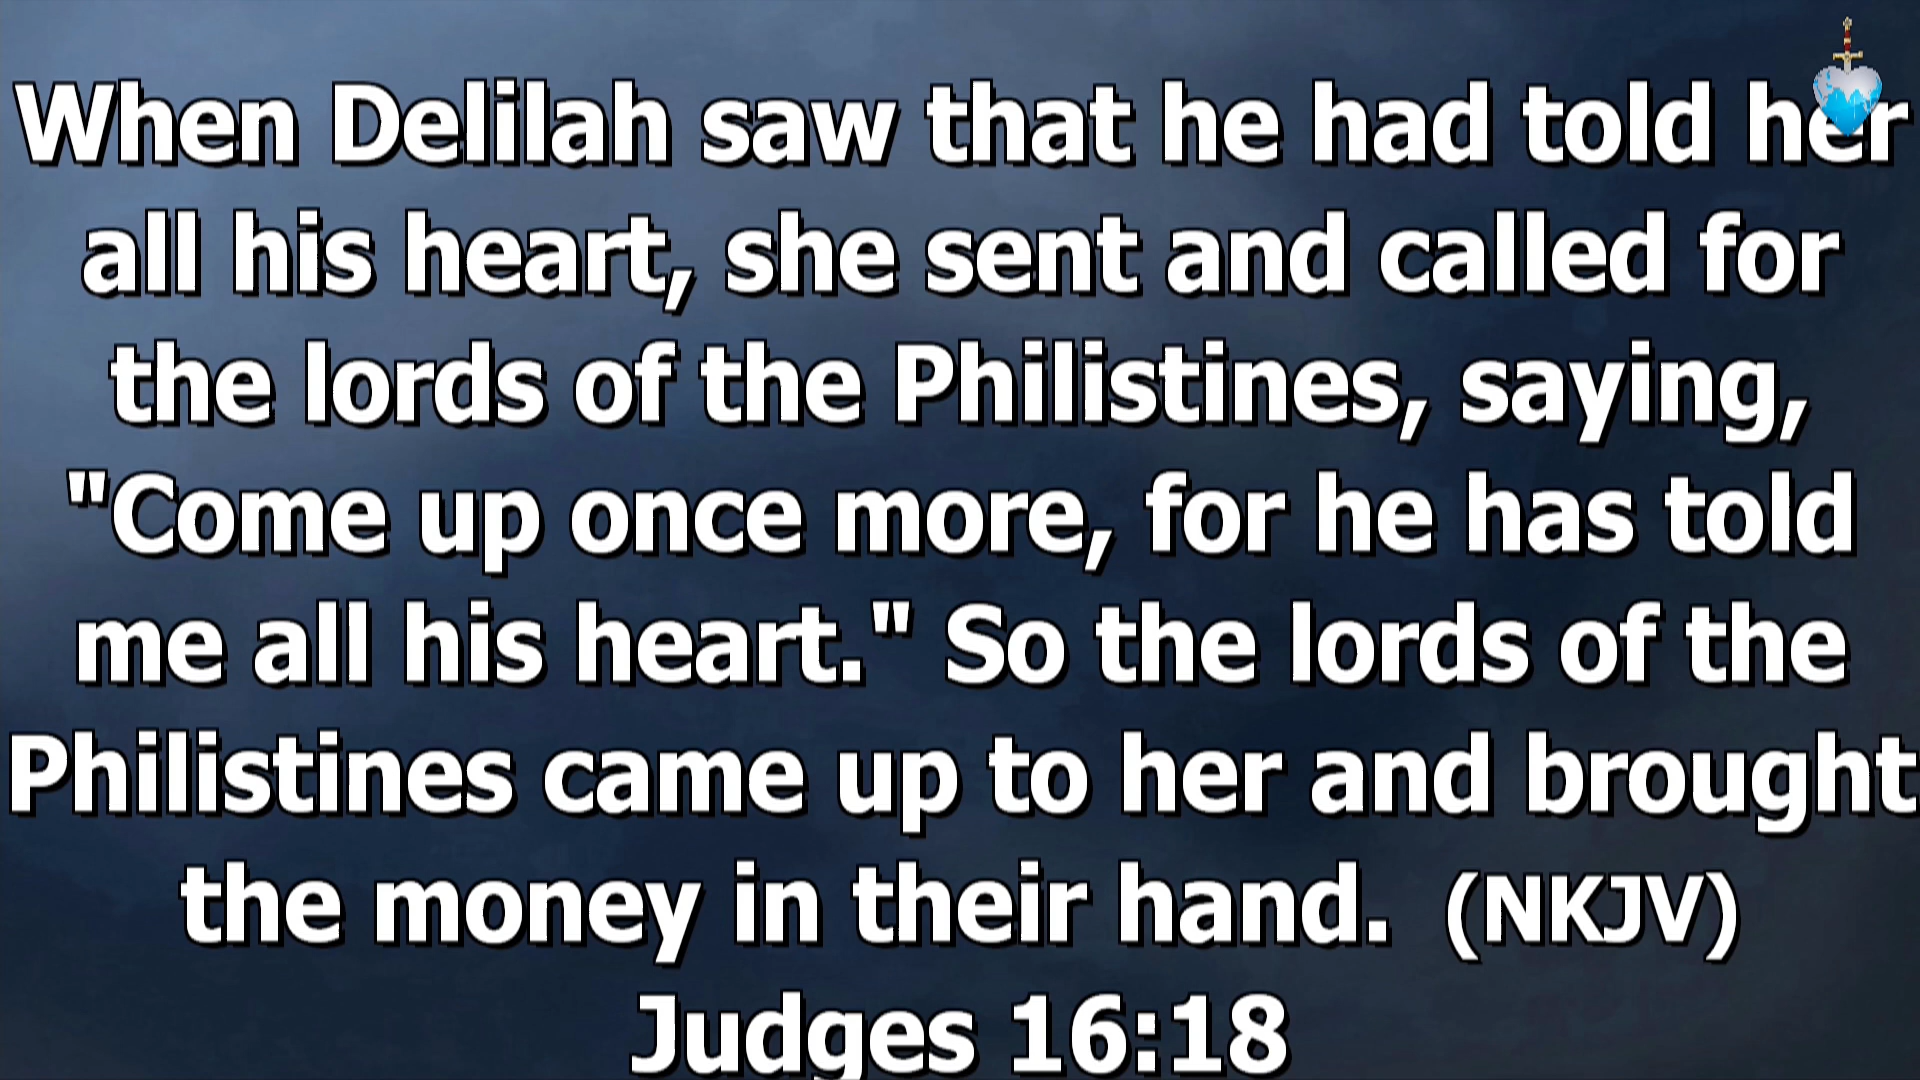 When Delilah saw that he had told her
all his heart, she sent and called for
the lords of the Philistines, saying,
"Come up once more, for he has told
me all his heart." So the lords of the
Philistines came up to her and brought
the money in their hand. (NKJV)
Judges 16:18